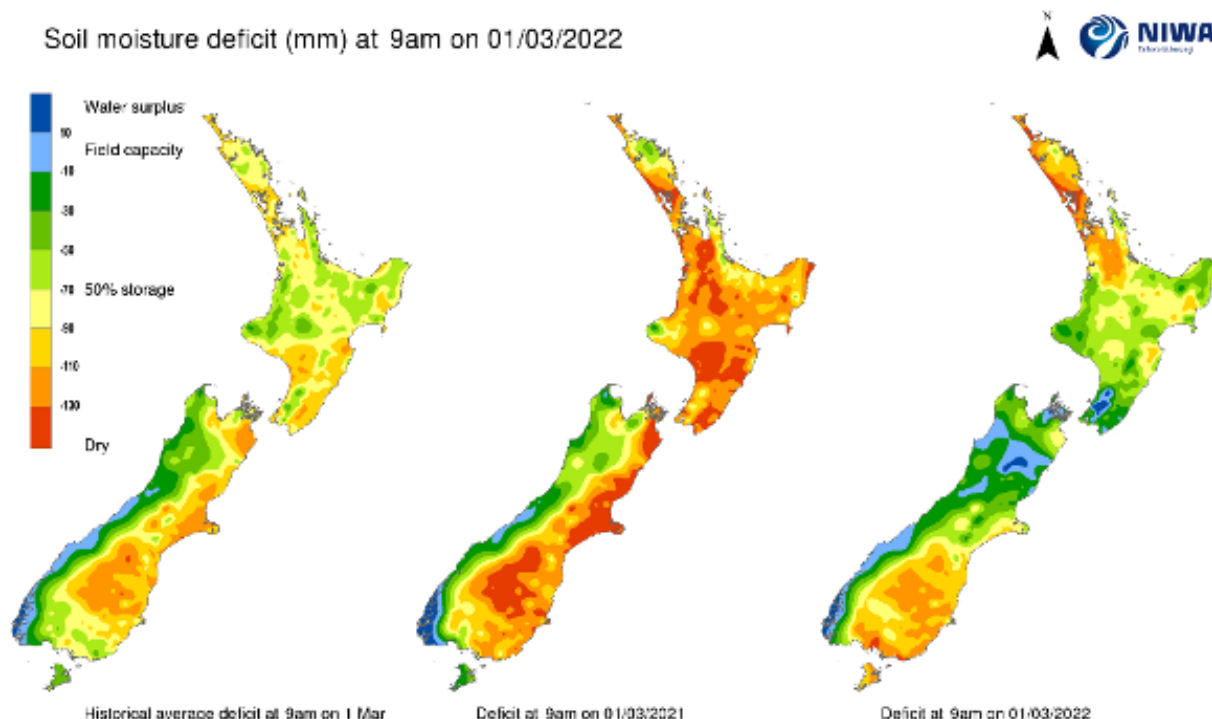 Soil moisture deficit (mm) at 9am on 01/03/2022
N
NIWA
Water surplus
Field capacity
-10
-30
-50
-70
50% storage
-90
-110
-130
Dry
Historical average deficit at 9am on 1 Mar
Deficit at 9am on 01/03/2021
Deficit at 9am on 01/03/2022